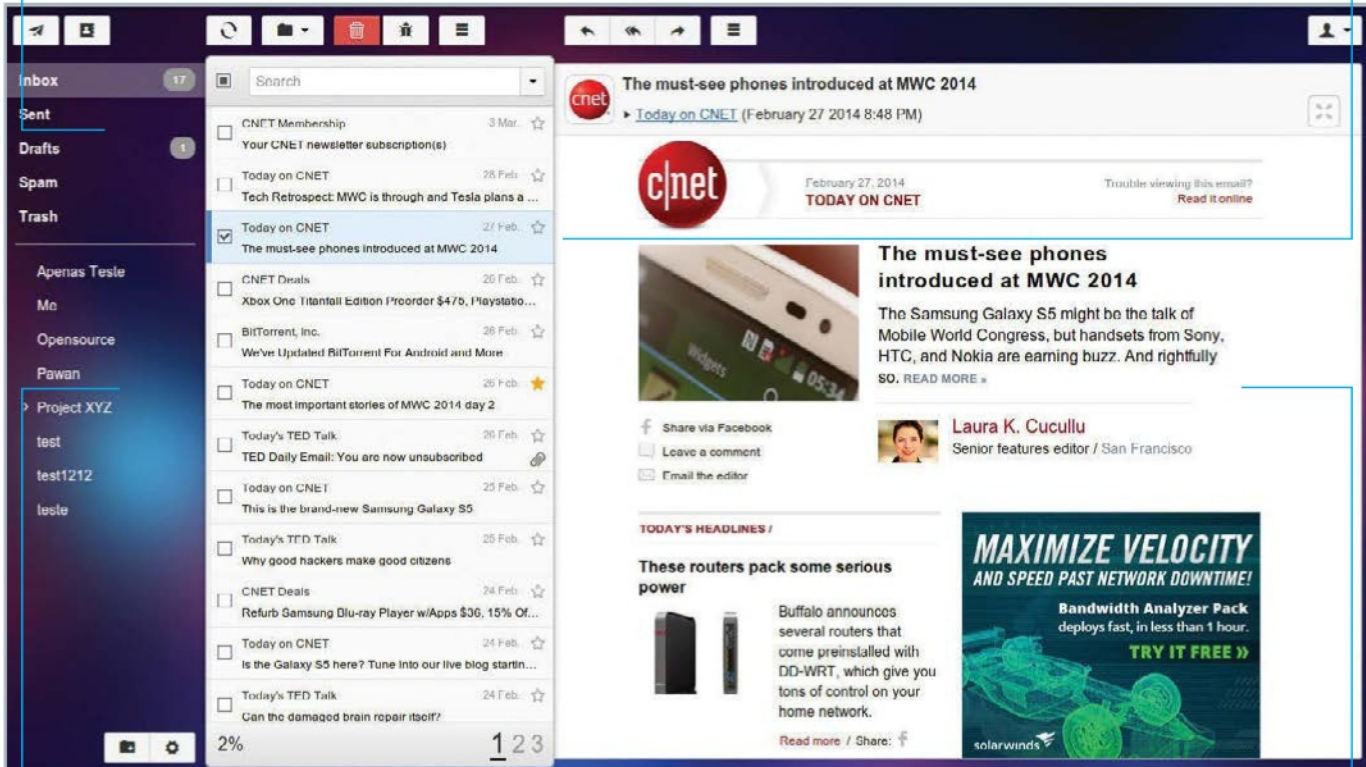 Inbox 17
Sent
Drafts 1
Spam
Trash
Apenas Teste
Me
Opensource
Pawan
Project XYZ
test
test1212
teste
Search
CNET Membership 3 Mar.
Your CNET newsletter subscription(s)
Today on CNET 28 Feb.
Tech Retrospect: MWC is through and Tesla plans a ...
Today on CNET 27 Feb.
The must-see phones introduced at MWC 2014
CNET Deals 26 Feb.
Xbox One Titanfall Edition Preorder $475, Playstatio...
BitTorrent, Inc. 26 Feb.
We've Updated BitTorrent For Android and More
Today on CNET 26 Feb.
The most important stories of MWC 2014 day 2
Today's TED Talk 26 Feb.
TED Daily Email: You are now unsubscribed
Today on CNET 25 Feb.
This is the brand-new Samsung Galaxy S5
Today's TED Talk 25 Feb.
Why good hackers make good citizens
CNET Deals 24 Feb.
Refurb Samsung Blu-ray Player w/Apps $36, 15% Of...
Today on CNET 24 Feb.
Is the Galaxy S5 here? Tune into our live blog startin...
Today's TED Talk 24 Feb.
Can the damaged brain repair itself?
2% 1 2 3
cnet
The must-see phones introduced at MWC 2014
Today on CNET (February 27 2014 8:48 PM)
c|net
February 27, 2014
TODAY ON CNET
Trouble viewing this email?
Read it online
Widgets
05:34
The must-see phones
introduced at MWC 2014
The Samsung Galaxy S5 might be the talk of
Mobile World Congress, but handsets from Sony,
HTC, and Nokia are earning buzz. And rightfully
so. READ MORE »
Share via Facebook
Leave a comment
Email the editor
Laura K. Cucullu
Senior features editor / San Francisco
TODAY'S HEADLINES /
These routers pack some serious
power
Buffalo announces
several routers that
come preinstalled with
DD-WRT, which give you
tons of control on your
home network.
Read more / Share:
MAXIMIZE VELOCITY
AND SPEED PAST NETWORK DOWNTIME!
Bandwidth Analyzer Pack
deploys fast, in less than 1 hour.
TRY IT FREE »
solarwinds